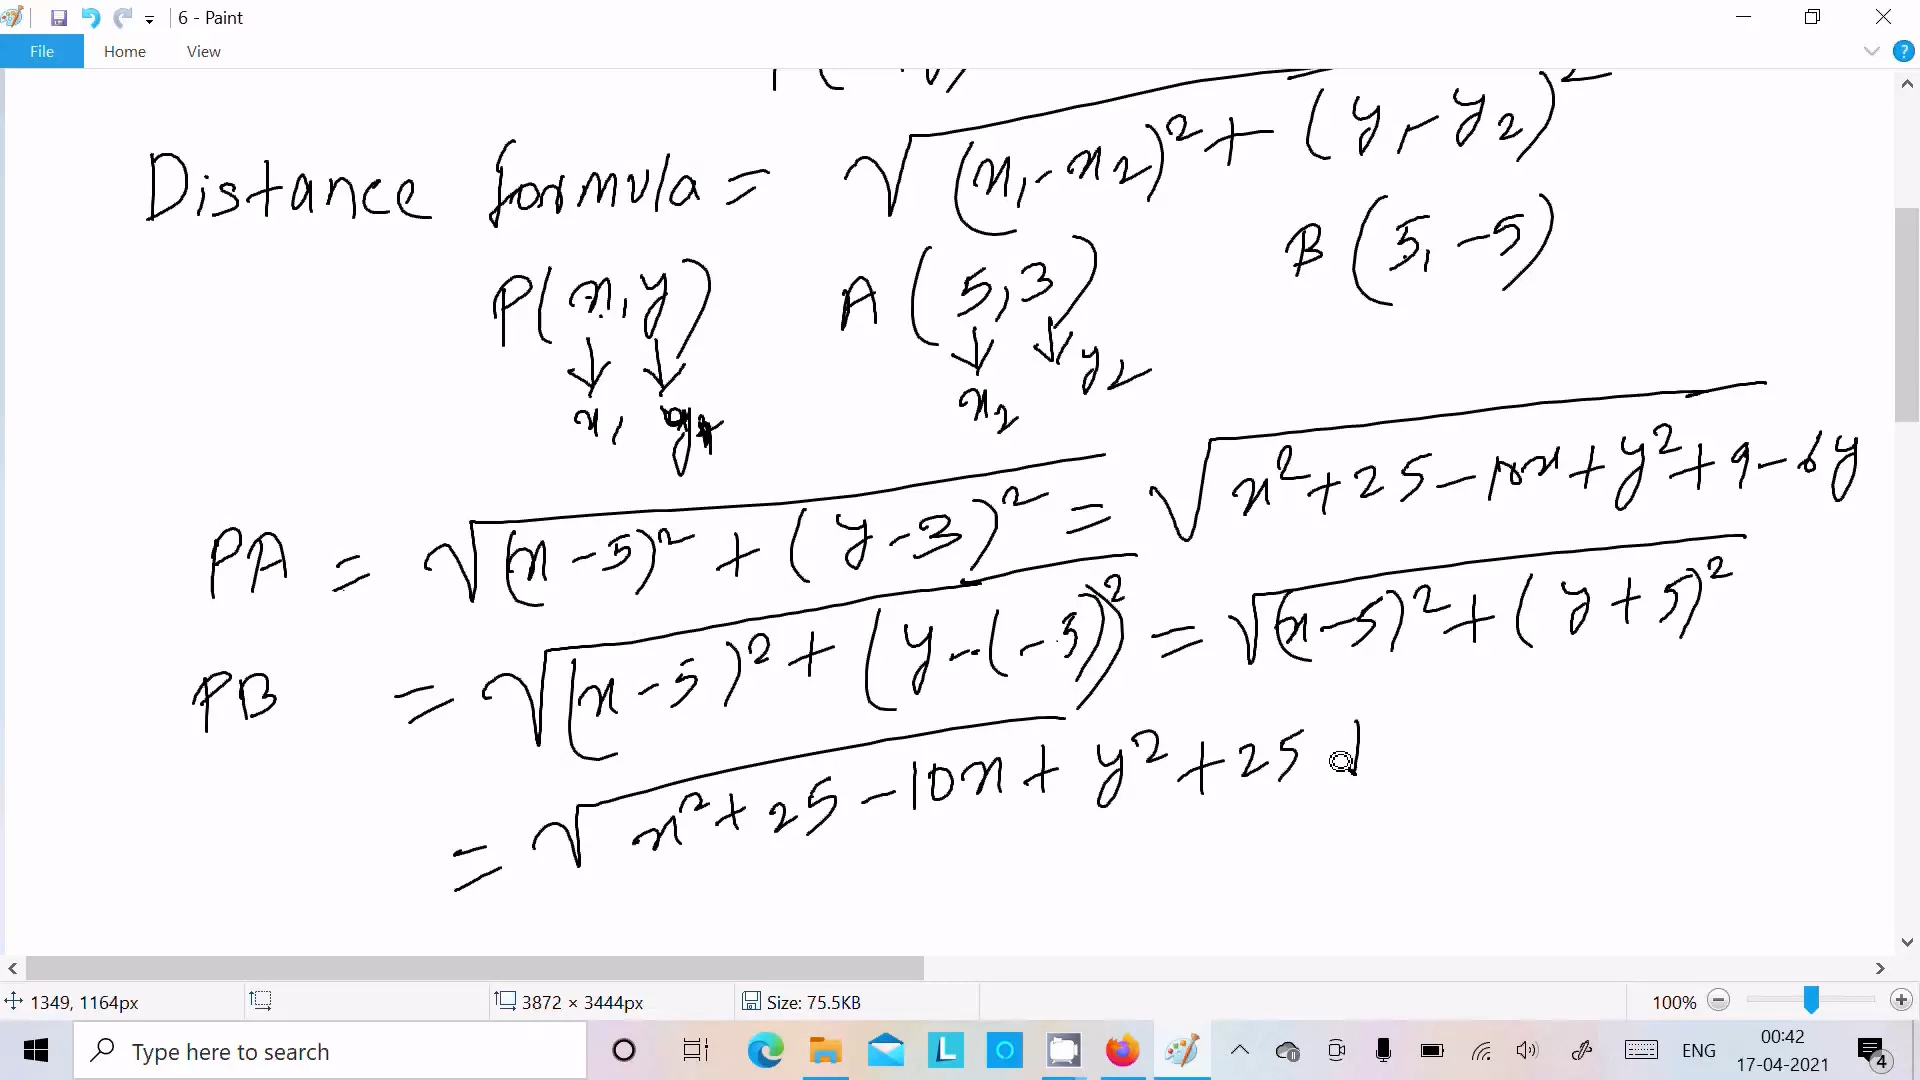 6 - Paint
File Home View
Distance formula = √(x₁-x₂)²+(y₁-y₂)²
P(x,y) A(5,3) B(5,-5)
x₁ y₁ x₂ y₂
PA = √(x-5)²+(y-3)² = √x²+25-10x+y²+9-6y
PB = √(x-5)²+(y-(-5))² = √(x-5)²+(y+5)²
= √x²+25-10x+y²+25
1349, 1164px 3872 × 3444px Size: 75.5KB 100%
Type here to search ENG 00:42
17-04-2021 4